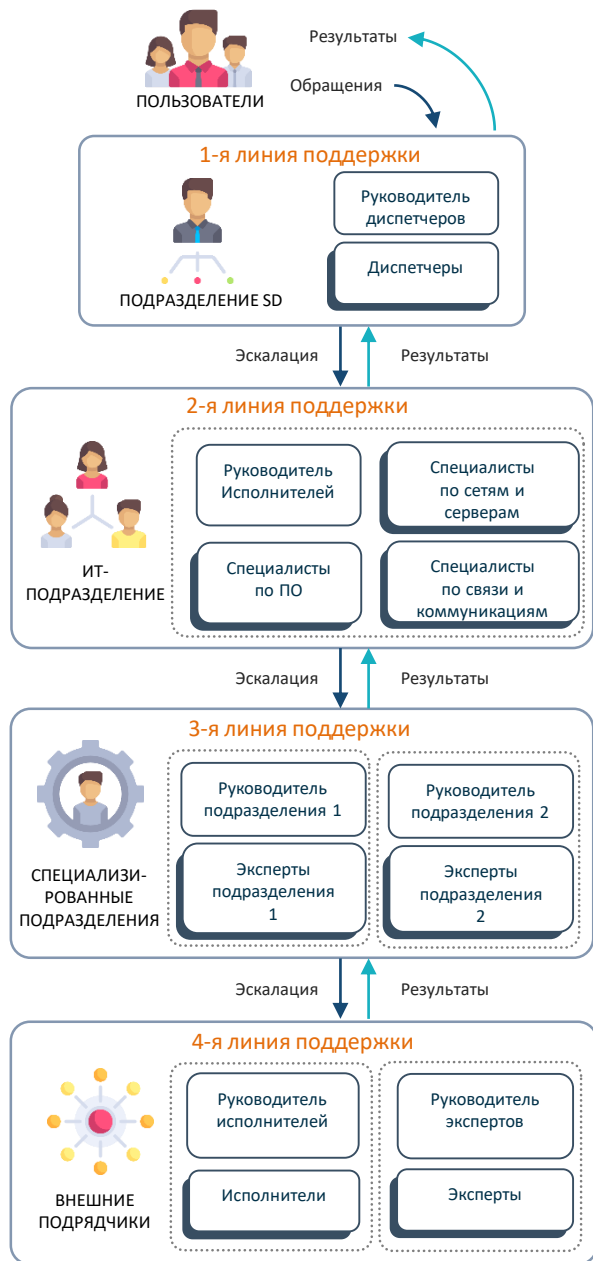 Результаты
Обращения
ПОЛЬЗОВАТЕЛИ
1-я линия поддержки
Руководитель
диспетчеров
Диспетчеры
ПОДРАЗДЕЛЕНИЕ SD
Эскалация
Результаты
2-я линия поддержки
Руководитель
Исполнителей
Специалисты
по сетям и
серверам
Специалисты
по ПО
Специалисты
по связи и
коммуникациям
ИТ-
ПОДРАЗДЕЛЕНИЕ
Эскалация
Результаты
3-я линия поддержки
Руководитель
подразделения 1
Руководитель
подразделения 2
Эксперты
подразделения
1
Эксперты
подразделения
2
СПЕЦИАЛИЗИ-
РОВАННЫЕ
ПОДРАЗДЕЛЕНИЯ
Эскалация
Результаты
4-я линия поддержки
Руководитель
исполнителей
Руководитель
экспертов
Исполнители
Эксперты
ВНЕШНИЕ
ПОДРЯДЧИКИ